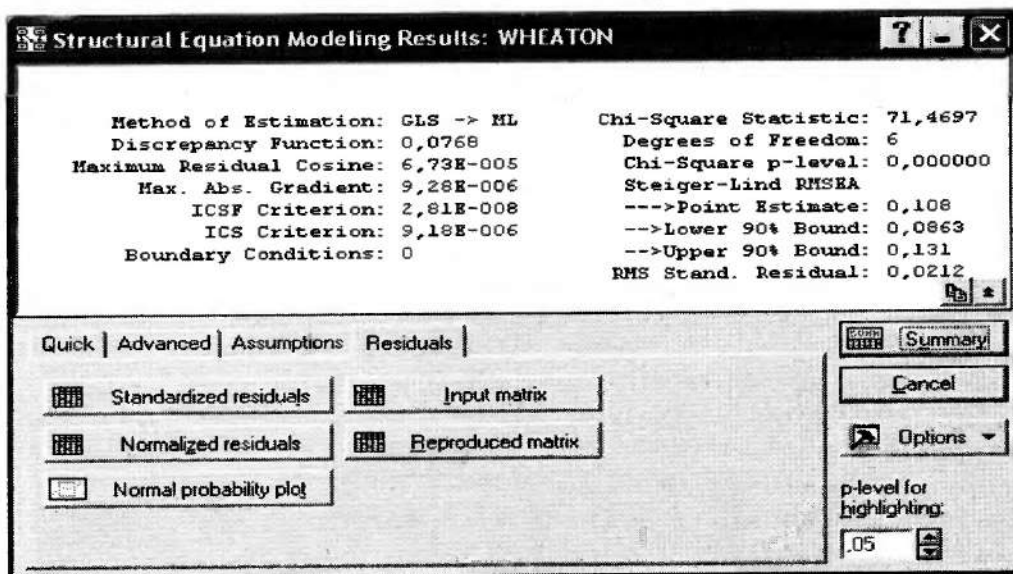 Structural Equation Modeling Results: WHEATON
Method of Estimation: GLS -> ML
Discrepancy Function: 0,0768
Maximum Residual Cosine: 6,73E-005
Max. Abs. Gradient: 9,28E-006
ICSF Criterion: 2,81E-008
ICS Criterion: 9,18E-006
Boundary Conditions: 0
Chi-Square Statistic: 71,4697
Degrees of Freedom: 6
Chi-Square p-level: 0,000000
Steiger-Lind RMSEA
--->Point Estimate: 0,108
-->Lower 90% Bound: 0,0863
-->Upper 90% Bound: 0,131
RMS Stand. Residual: 0,0212
Quick
Advanced
Assumptions
Residuals
Standardized residuals
Input matrix
Normalized residuals
Reproduced matrix
Normal probability plot
Summary
Cancel
Options
p-level for
highlighting:
.05